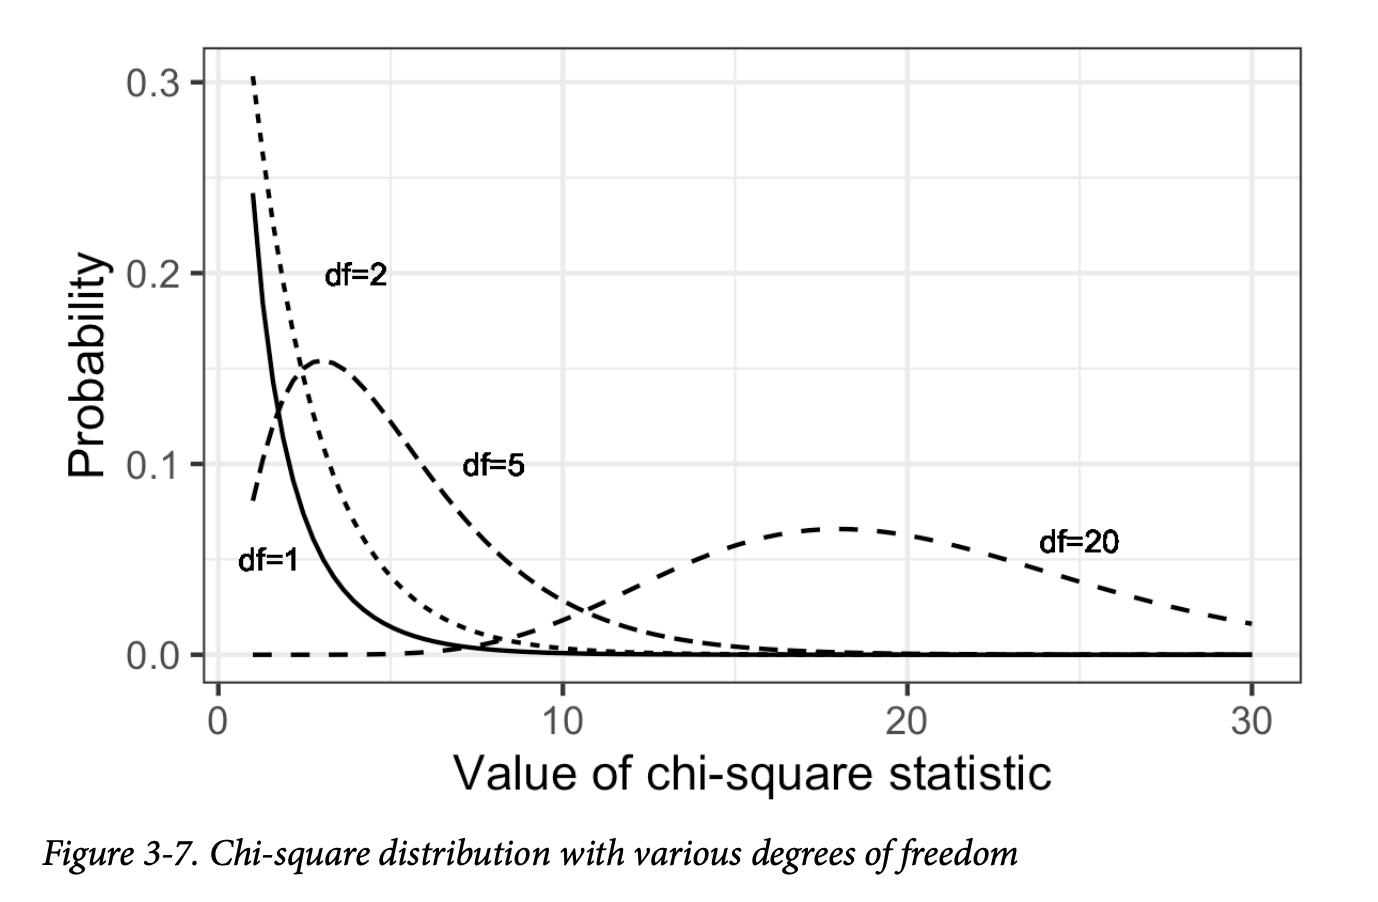 0.3
0.2
0.1
0.0
Probability
df=2
df=5
df=1
df=20
0 10 20 30
Value of chi-square statistic
Figure 3-7. Chi-square distribution with various degrees of freedom